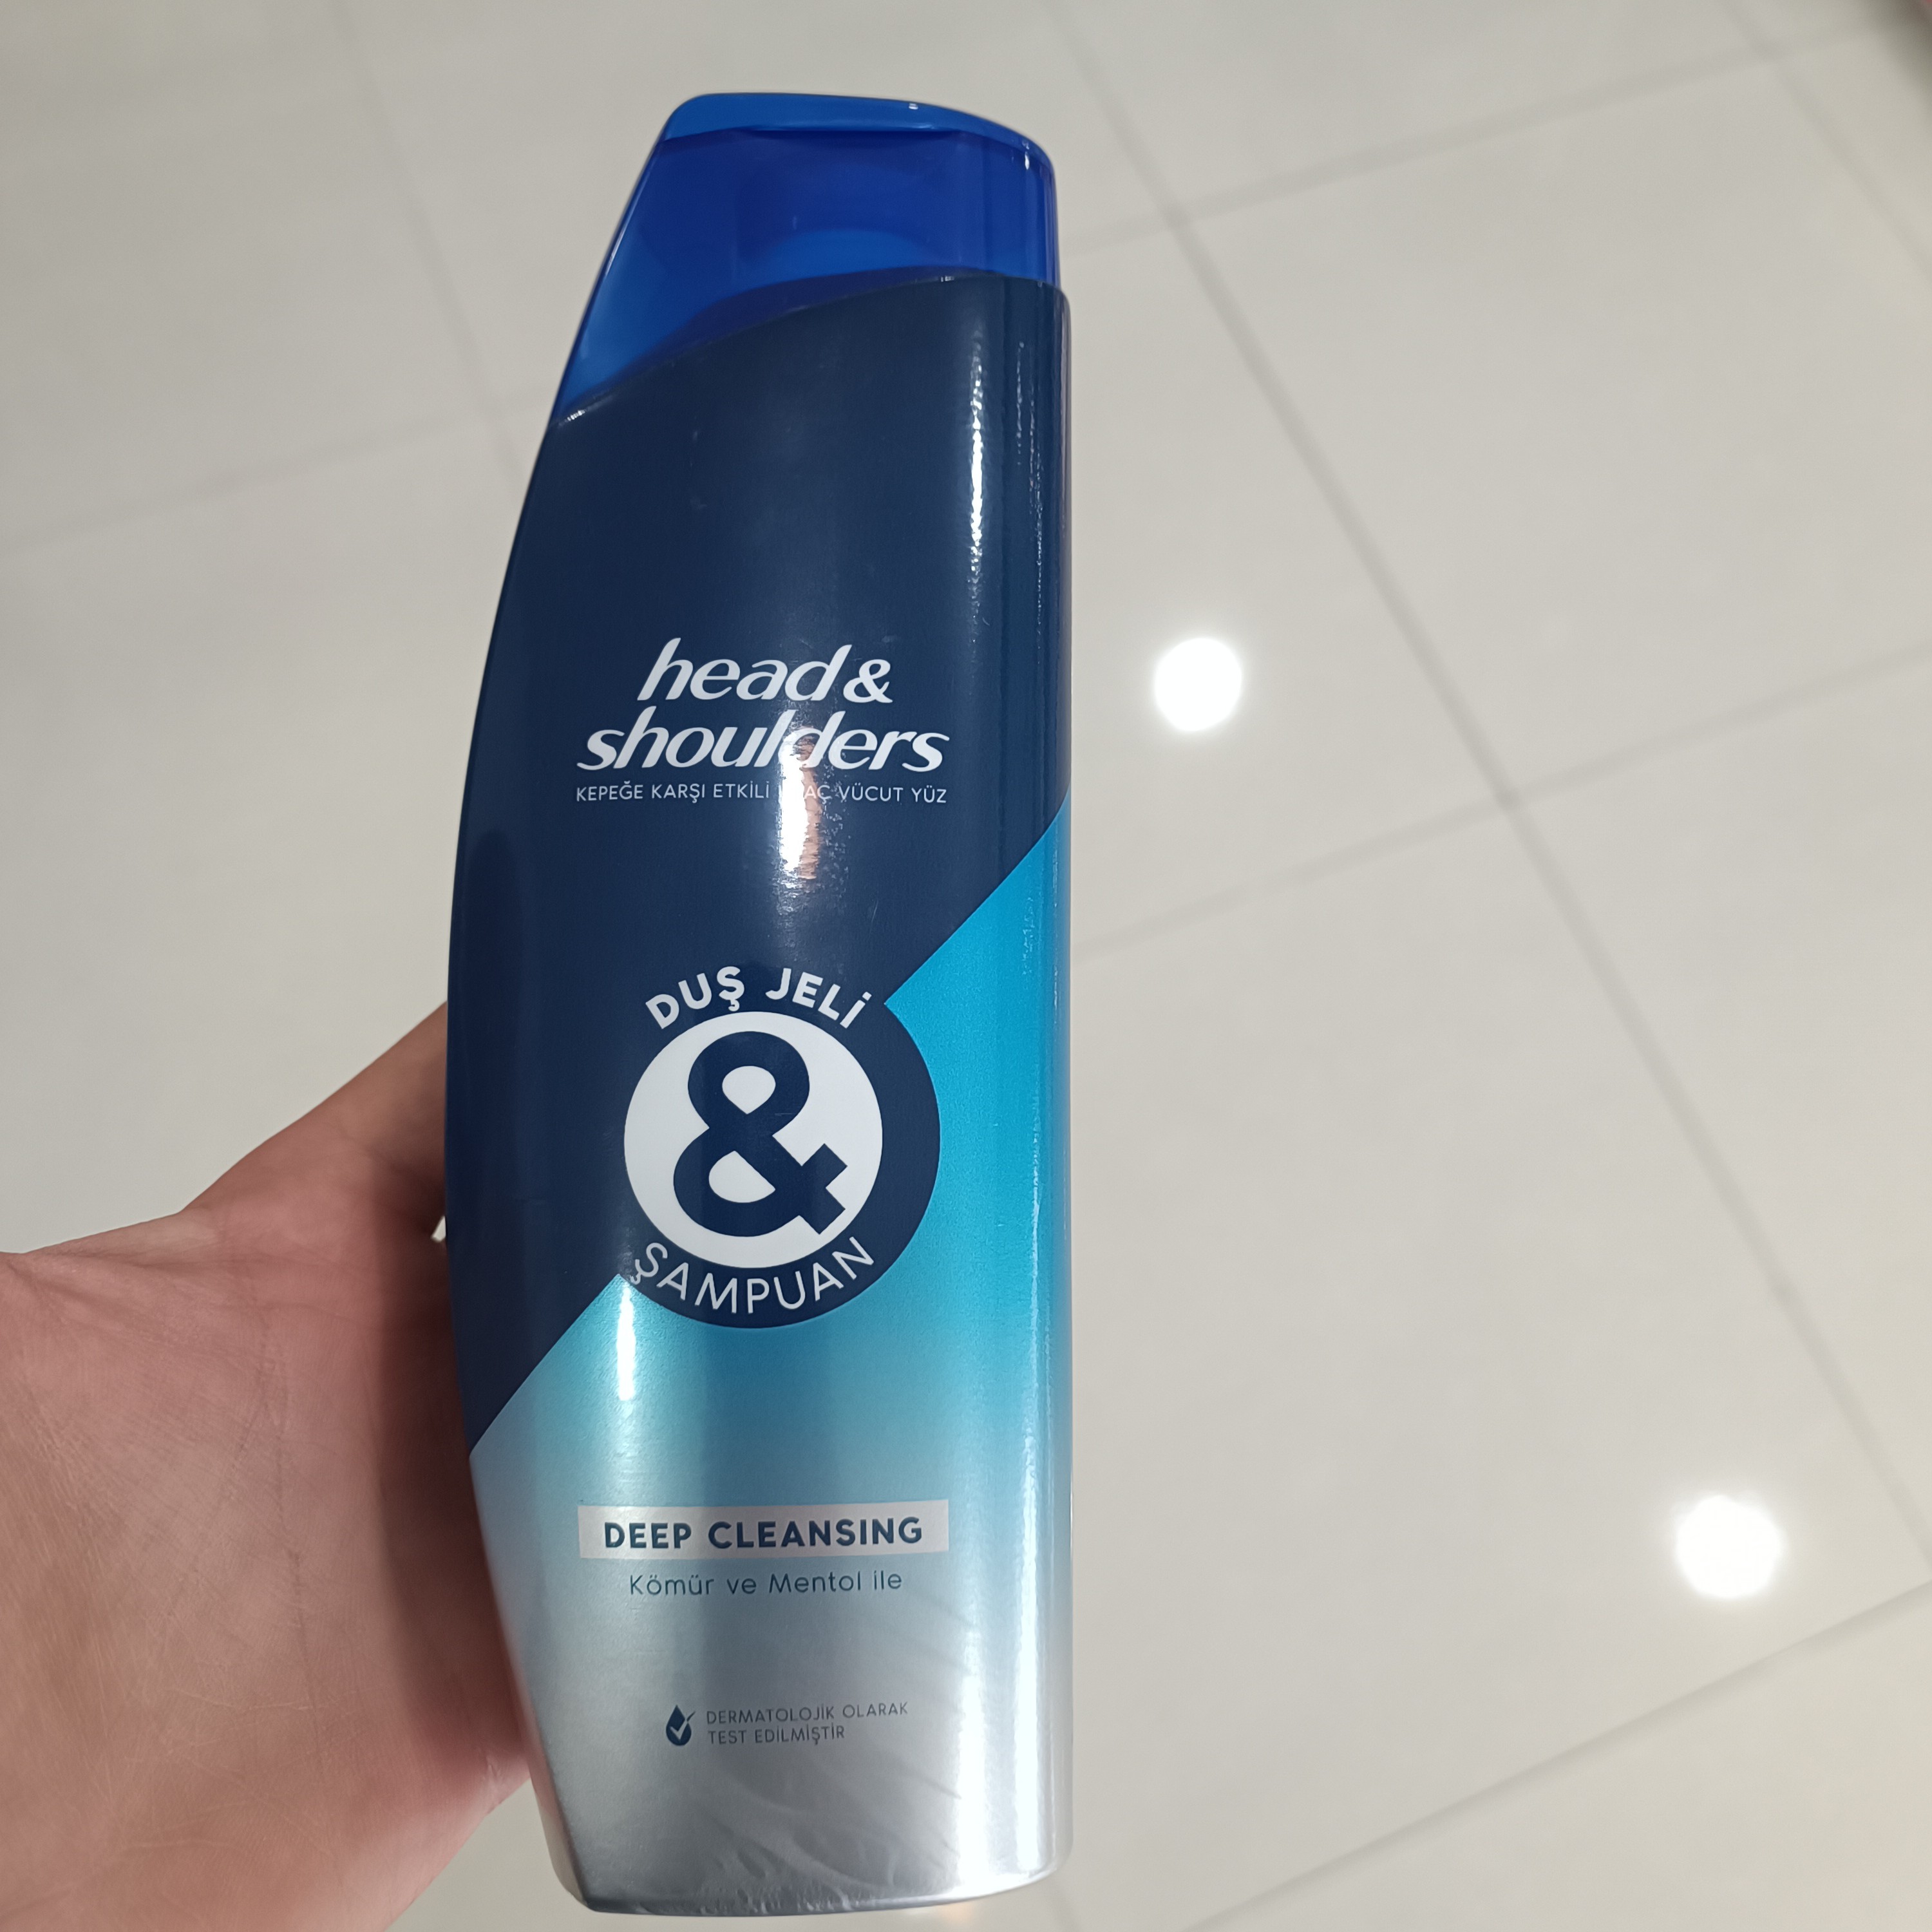 head &
shoulders
KEPEĞE KARŞI ETKİLİ VÜCUT YÜZ
DUŞ JELİ
&
ŞAMPUAN
DEEP CLEANSING
Kömür ve Mentol ile
DERMATOLOJİK OLARAK
TEST EDİLMİŞTİR